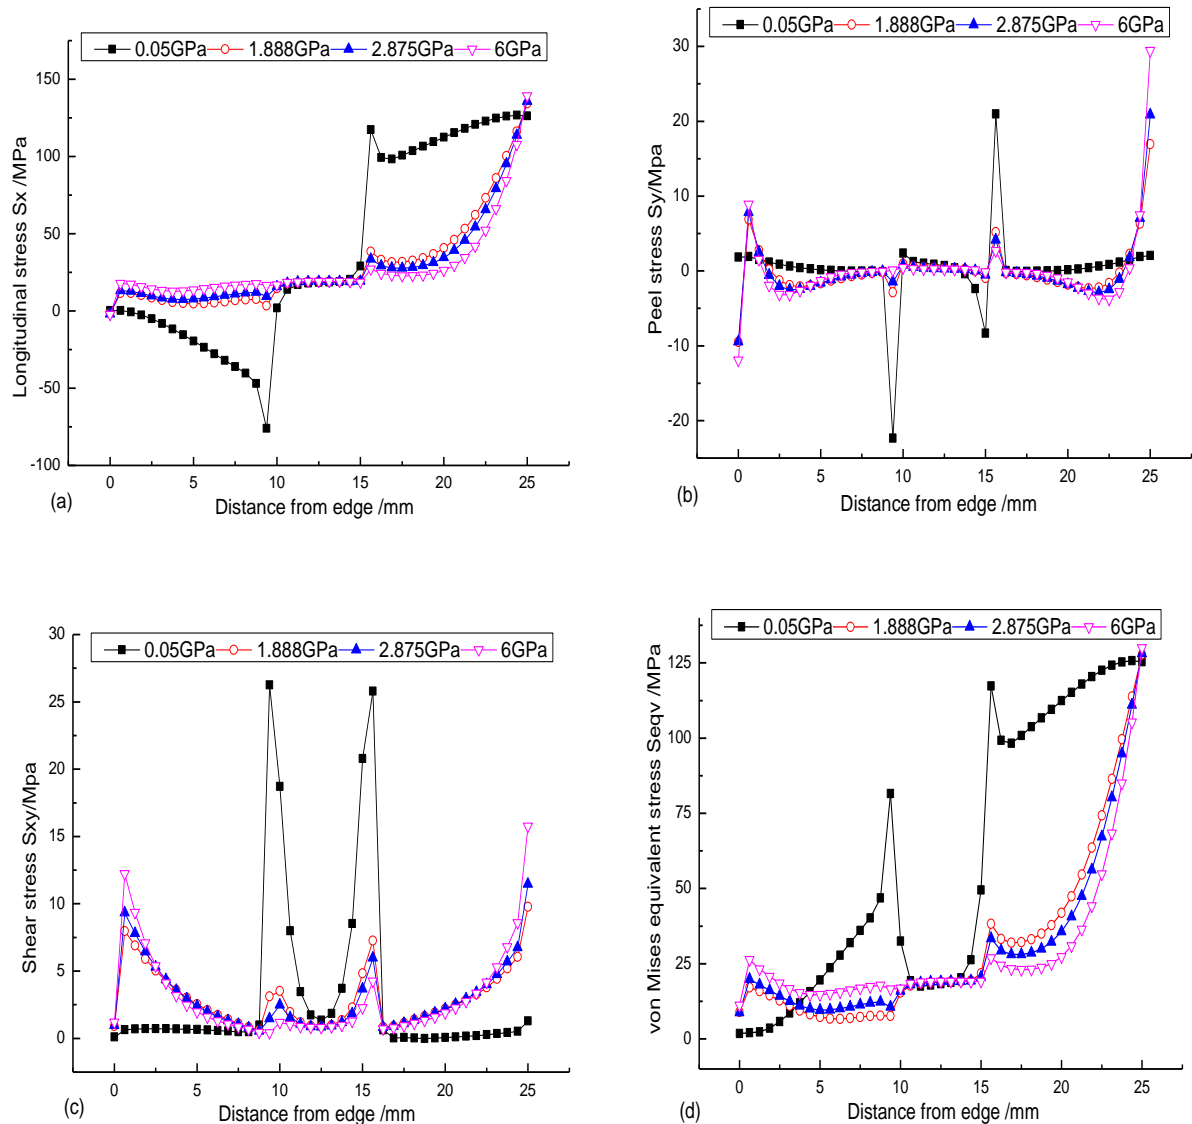 0.05GPa 1.888GPa 2.875GPa 6GPa
Longitudinal stress Sx /MPa
150
100
50
0
-50
-100
0 5 10 15 20 25
Distance from edge /mm
(a)
0.05GPa 1.888GPa 2.875GPa 6GPa
Peel stress Sy/Mpa
30
20
10
0
-10
-20
0 5 10 15 20 25
Distance from edge /mm
(b)
0.05GPa 1.888GPa 2.875GPa 6GPa
Shear stress Sxy/Mpa
30
25
20
15
10
5
0
0 5 10 15 20 25
Distance from edge /mm
(c)
0.05GPa 1.888GPa 2.875GPa 6GPa
von Mises equivalent stress Seqv /MPa
125
100
75
50
25
0
0 5 10 15 20 25
Distance from edge /mm
(d)